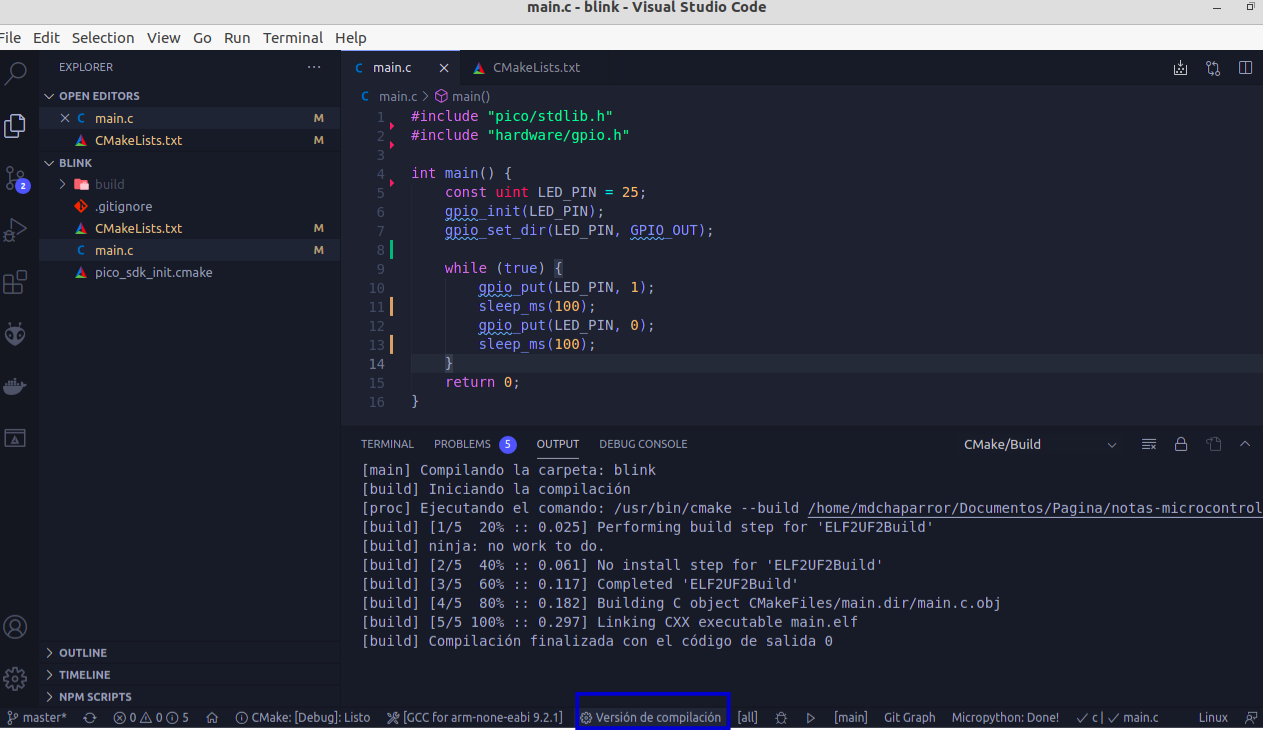 main.c - blink - Visual Studio Code
File Edit Selection View Go Run Terminal Help
EXPLORER
OPEN EDITORS
main.c M
CMakeLists.txt M
BLINK
build
.gitignore
CMakeLists.txt M
main.c M
pico_sdk_init.cmake
OUTLINE
TIMELINE
NPM SCRIPTS
2
main.c CMakeLists.txt
main.c > main()
1 #include "pico/stdlib.h"
2 #include "hardware/gpio.h"
3
4 int main() {
5 const uint LED_PIN = 25;
6 gpio_init(LED_PIN);
7 gpio_set_dir(LED_PIN, GPIO_OUT);
8
9 while (true) {
10 gpio_put(LED_PIN, 1);
11 sleep_ms(100);
12 gpio_put(LED_PIN, 0);
13 sleep_ms(100);
14 }
15 return 0;
16 }
TERMINAL PROBLEMS 5 OUTPUT DEBUG CONSOLE CMake/Build
[main] Compilando la carpeta: blink
[build] Iniciando la compilación
[proc] Ejecutando el comando: /usr/bin/cmake --build /home/mdchaparror/Documentos/Pagina/notas-microcontrol
[build] [1/5  20% :: 0.025] Performing build step for 'ELF2UF2Build'
[build] ninja: no work to do.
[build] [2/5  40% :: 0.061] No install step for 'ELF2UF2Build'
[build] [3/5  60% :: 0.117] Completed 'ELF2UF2Build'
[build] [4/5  80% :: 0.182] Building C object CMakeFiles/main.dir/main.c.obj
[build] [5/5 100% :: 0.297] Linking CXX executable main.elf
[build] Compilación finalizada con el código de salida 0
master* 0 0 5 CMake: [Debug]: Listo [GCC for arm-none-eabi 9.2.1] Versión de compilación [all] [main] Git Graph Micropython: Done! c | main.c Linux